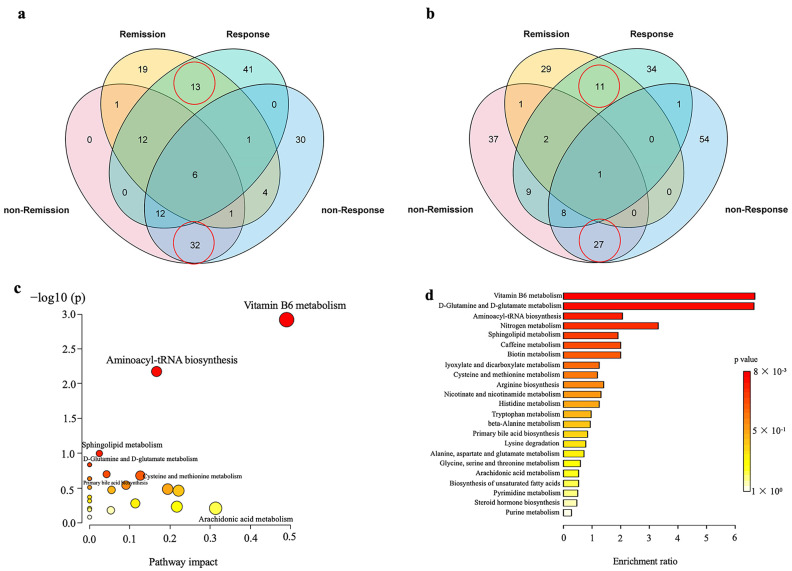 a
Remission
Response
19
41
13
1
0
0
12
1
30
6
0
4
12
1
non-Remission
non-Response
32
b
Remission
Response
29
34
11
1
1
37
2
0
54
1
9
0
8
0
non-Remission
non-Response
27
c
−log10 (p)
Vitamin B6 metabolism
3.0
2.5
Aminoacyl-tRNA biosynthesis
2.0
1.5
Sphingolipid metabolism
1.0
D-Glutamine and D-glutamate metabolism
Cysteine and methionine metabolism
Primary bile acid biosynthesis
0.5
Arachidonic acid metabolism
0.0
0.0 0.1 0.2 0.3 0.4 0.5
Pathway impact
d
Vitamin B6 metabolism
D-Glutamine and D-glutamate metabolism
Aminoacyl-tRNA biosynthesis
Nitrogen metabolism
Sphingolipid metabolism
Caffeine metabolism
Biotin metabolism
lyoxylate and dicarboxylate metabolism
Cysteine and methionine metabolism
Arginine biosynthesis
Nicotinate and nicotinamide metabolism
Histidine metabolism
Tryptophan metabolism
beta-Alanine metabolism
Primary bile acid biosynthesis
Lysine degradation
Alanine, aspartate and glutamate metabolism
Glycine, serine and threonine metabolism
Arachidonic acid metabolism
Biosynthesis of unsaturated fatty acids
Pyrimidine metabolism
Steroid hormone biosynthesis
Purine metabolism
0 1 2 3 4 5 6
Enrichment ratio
p value
8 × 10⁻³
5 × 10⁻¹
1 × 10⁰